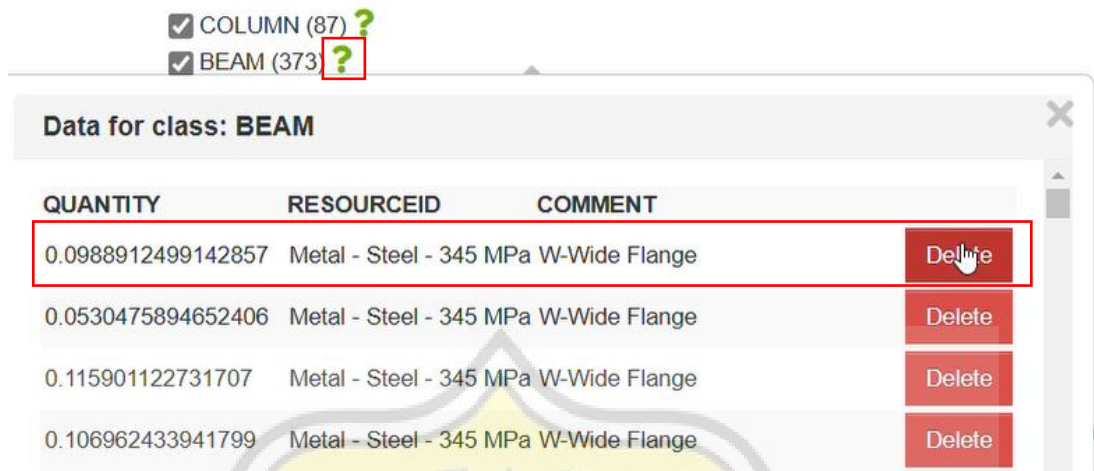 COLUMN (87) ?
BEAM (373) ?
Data for class: BEAM
QUANTITY RESOURCEID COMMENT
0.0989124991428​57 Metal - Steel - 345 MPa W-Wide Flange Delete
0.0530475894652406 Metal - Steel - 345 MPa W-Wide Flange Delete
0.115901122731707 Metal - Steel - 345 MPa W-Wide Flange Delete
0.106962433941799 Metal - Steel - 345 MPa W-Wide Flange Delete